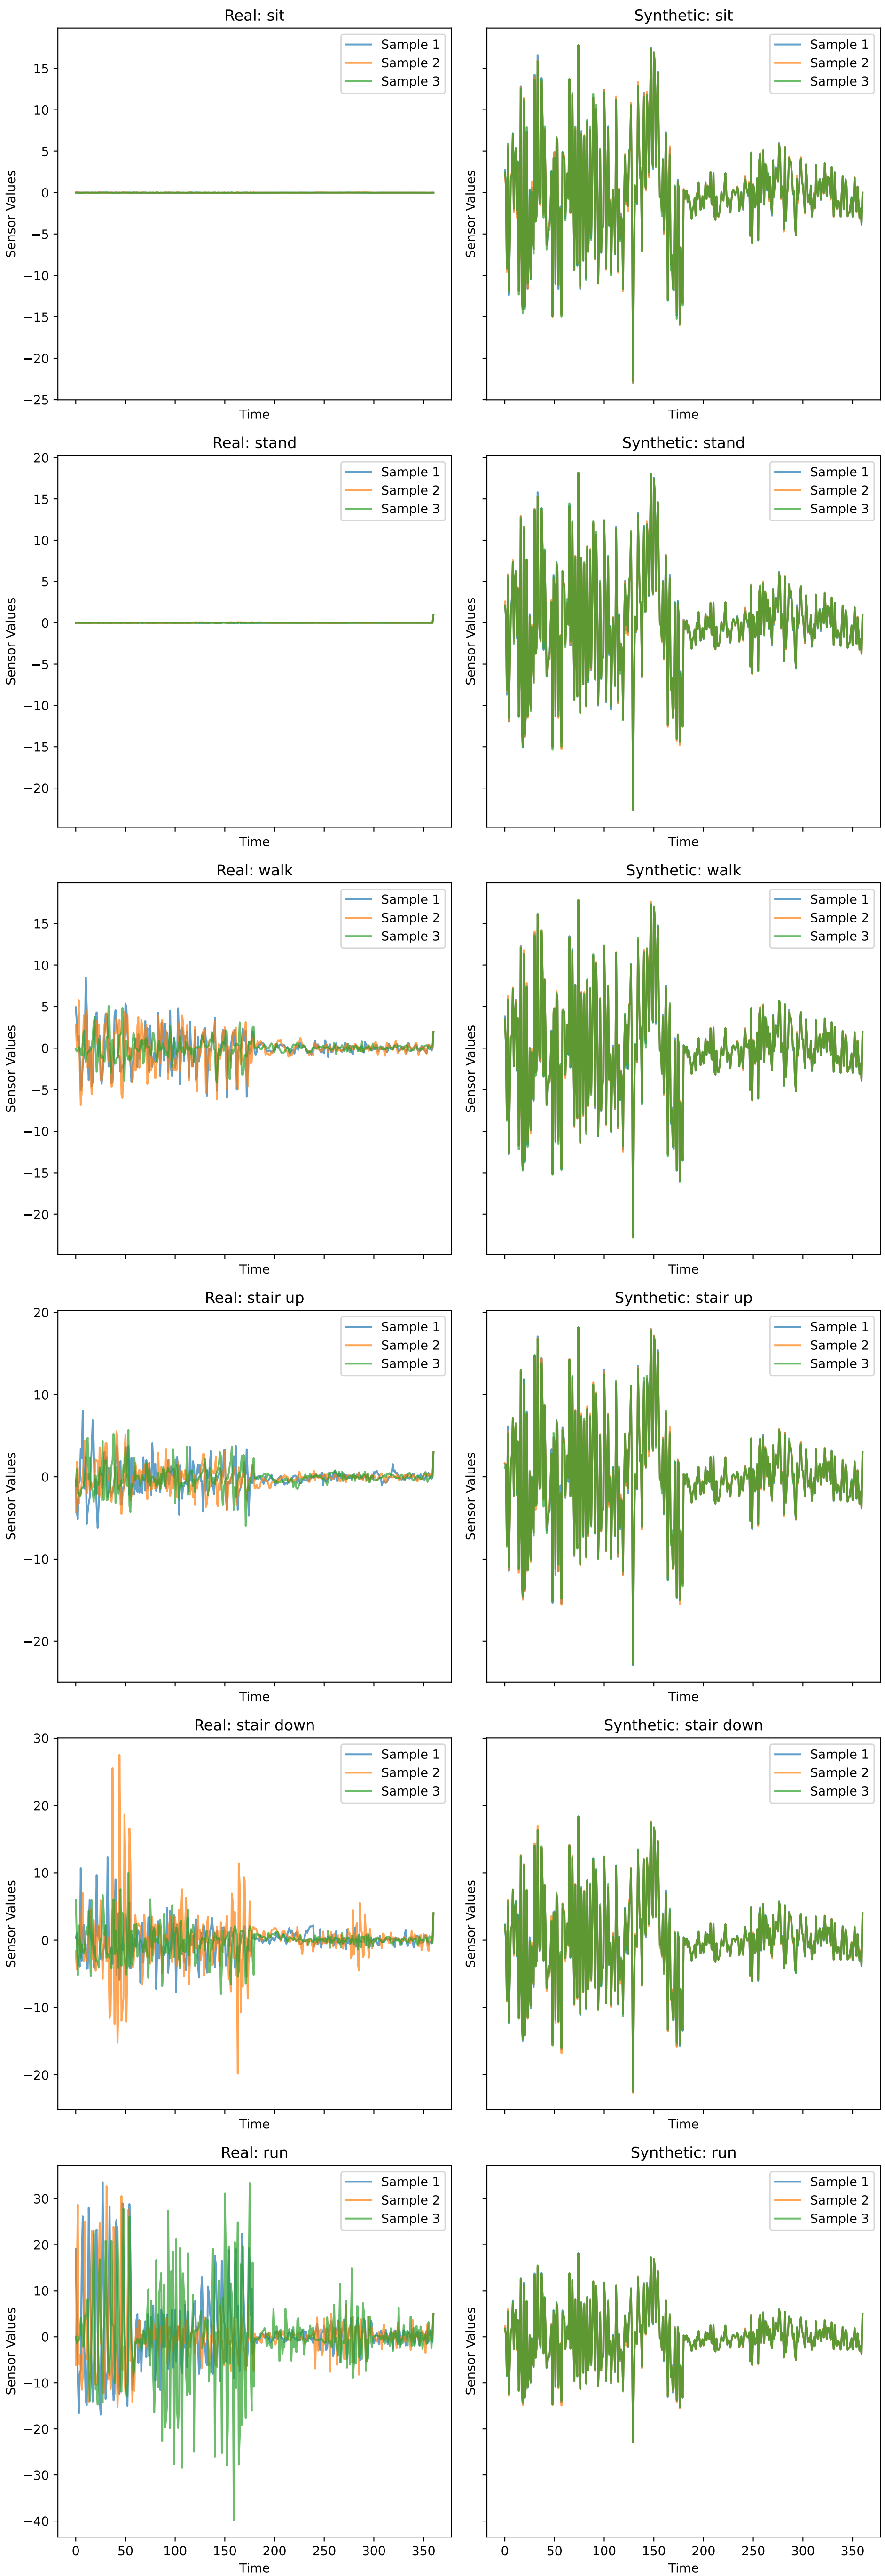 Real: sit
Synthetic: sit
Sample 1
Sample 2
Sample 3
Sample 1
Sample 2
Sample 3
15
10
5
0
−5
−10
−15
−20
−25
Sensor Values
Sensor Values
Time
Time
Real: stand
Synthetic: stand
Sample 1
Sample 2
Sample 3
Sample 1
Sample 2
Sample 3
20
15
10
5
0
−5
−10
−15
−20
Sensor Values
Sensor Values
Time
Time
Real: walk
Synthetic: walk
Sample 1
Sample 2
Sample 3
Sample 1
Sample 2
Sample 3
15
10
5
0
−5
−10
−15
−20
Sensor Values
Sensor Values
Time
Time
Real: stair up
Synthetic: stair up
Sample 1
Sample 2
Sample 3
Sample 1
Sample 2
Sample 3
20
10
0
−10
−20
Sensor Values
Sensor Values
Time
Time
Real: stair down
Synthetic: stair down
Sample 1
Sample 2
Sample 3
Sample 1
Sample 2
Sample 3
30
20
10
0
−10
−20
Sensor Values
Sensor Values
Time
Time
Real: run
Synthetic: run
Sample 1
Sample 2
Sample 3
Sample 1
Sample 2
Sample 3
30
20
10
0
−10
−20
−30
−40
Sensor Values
Sensor Values
0 50 100 150 200 250 300 350
0 50 100 150 200 250 300 350
Time
Time